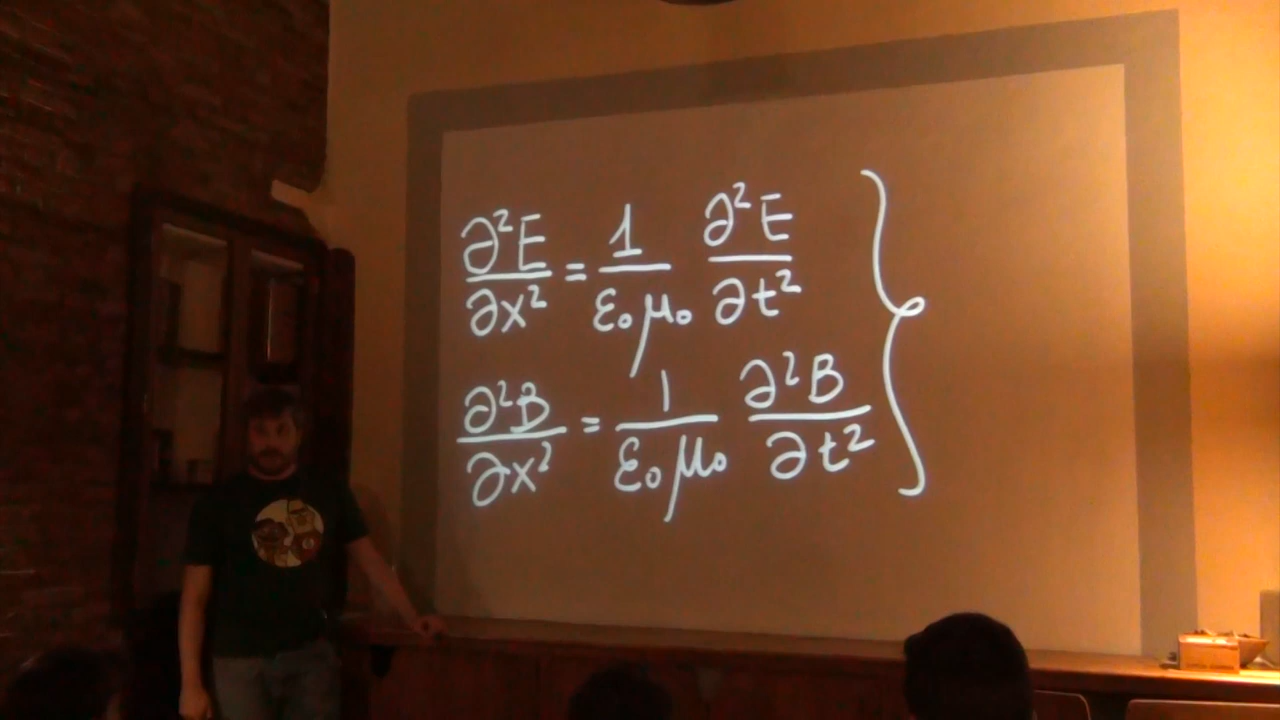 ∂²E/∂x² = 1/ε₀μ₀ ∂²E/∂t²
∂²B/∂x² = 1/ε₀μ₀ ∂²B/∂t²